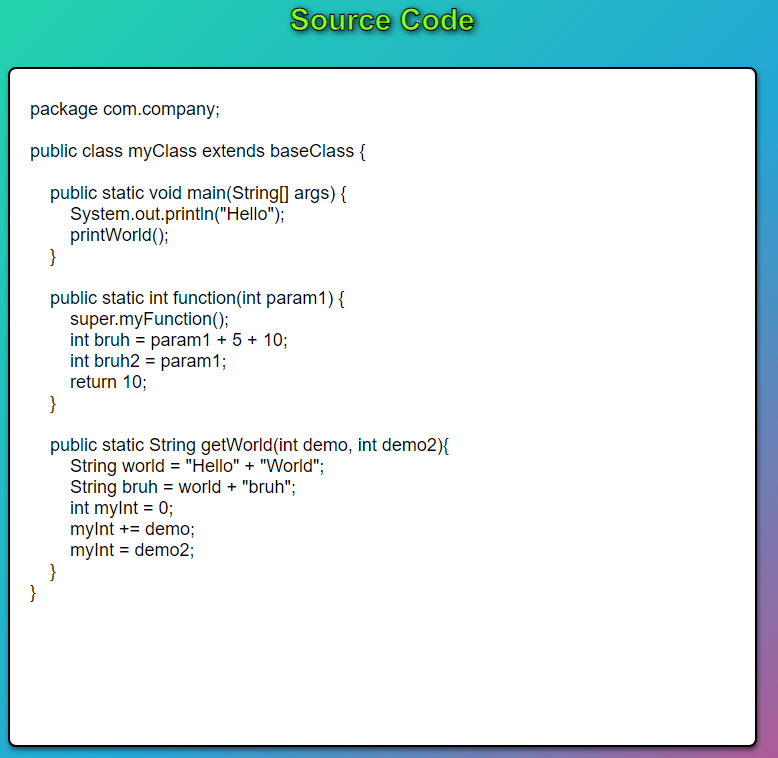 Source Code
package com.company;
public class myClass extends baseClass {
public static void main(String[] args) {
System.out.println("Hello");
printWorld();
}
public static int function(int param1) {
super.myFunction();
int bruh = param1 + 5 + 10;
int bruh2 = param1;
return 10;
}
public static String getWorld(int demo, int demo2){
String world = "Hello" + "World";
String bruh = world + "bruh";
int myInt = 0;
myInt += demo;
myInt = demo2;
}
}